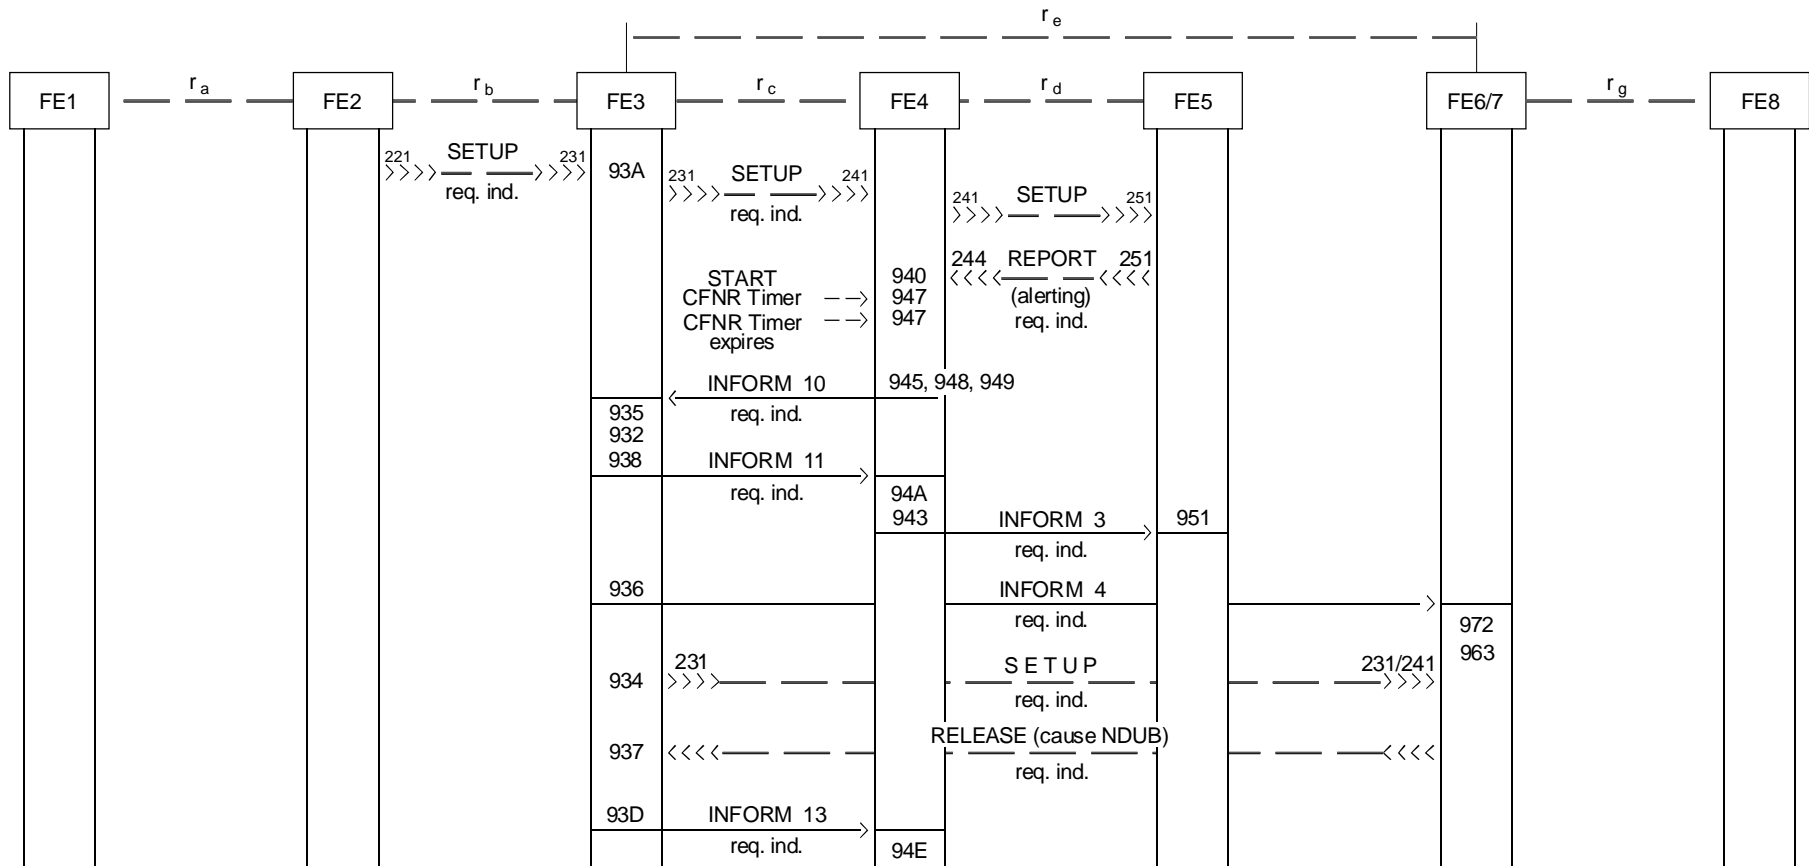 r e
r a
r b
r c
r d
r g
FE1
FE2
FE3
FE4
FE5
FE6/7
FE8
221 SETUP 231
req. ind.
93A
231 SETUP 241
req. ind.
241 SETUP 251
244 REPORT 251
(alerting)
req. ind.
START
CFNR Timer
CFNR Timer
expires
940
947
947
INFORM 10
req. ind.
945, 948, 949
935
932
938
INFORM 11
req. ind.
94A
943
INFORM 3
req. ind.
951
936
INFORM 4
req. ind.
972
963
934
231
SETUP
req. ind.
231/241
937
RELEASE (cause NDUB)
req. ind.
93D
INFORM 13
req. ind.
94E